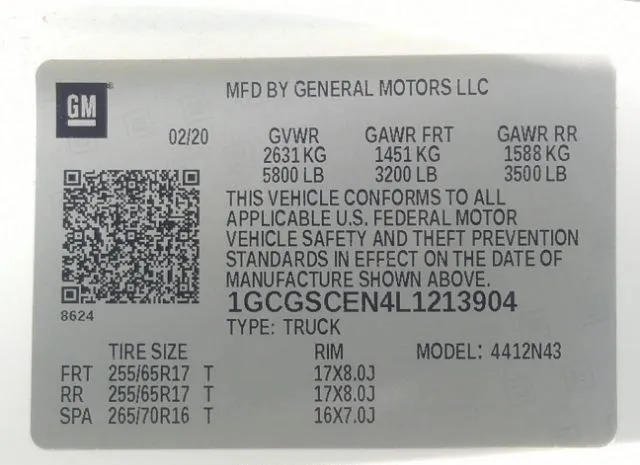 GM
MFD BY GENERAL MOTORS LLC
02/20 GVWR GAWR FRT GAWR RR
2631 KG 1451 KG 1588 KG
5800 LB 3200 LB 3500 LB
THIS VEHICLE CONFORMS TO ALL
APPLICABLE U.S. FEDERAL MOTOR
VEHICLE SAFETY AND THEFT PREVENTION
STANDARDS IN EFFECT ON THE DATE OF
MANUFACTURE SHOWN ABOVE.
1GCGSCEN4L1213904
8624
TYPE: TRUCK
TIRE SIZE RIM MODEL: 4412N43
FRT 255/65R17 T 17X8.0J
RR 255/65R17 T 17X8.0J
SPA 265/70R16 T 16X7.0J